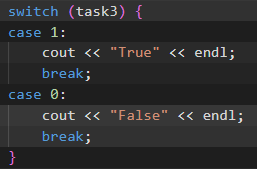 switch (task3) {
case 1:
    cout << "True" << endl;
    break;
case 0:
    cout << "False" << endl;
    break;
}